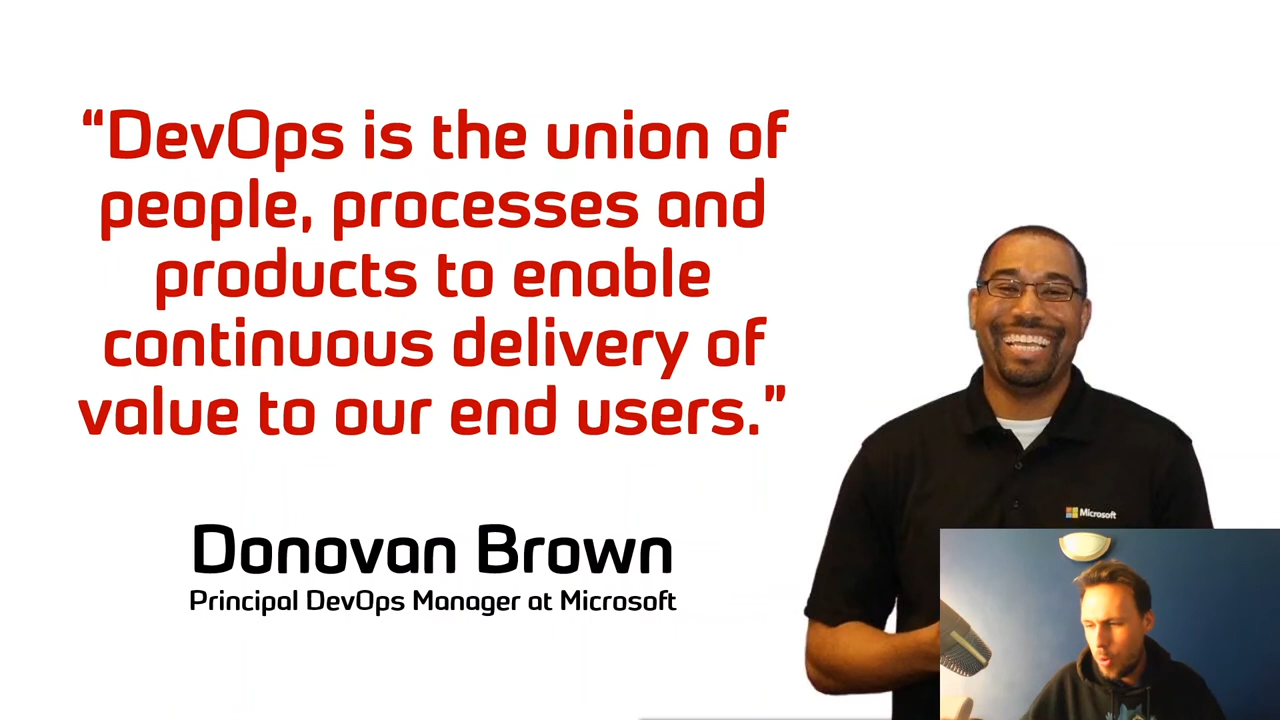 “DevOps is the union of
people, processes and
products to enable
continuous delivery of
value to our end users.”
Donovan Brown
Principal DevOps Manager at Microsoft
Microsoft